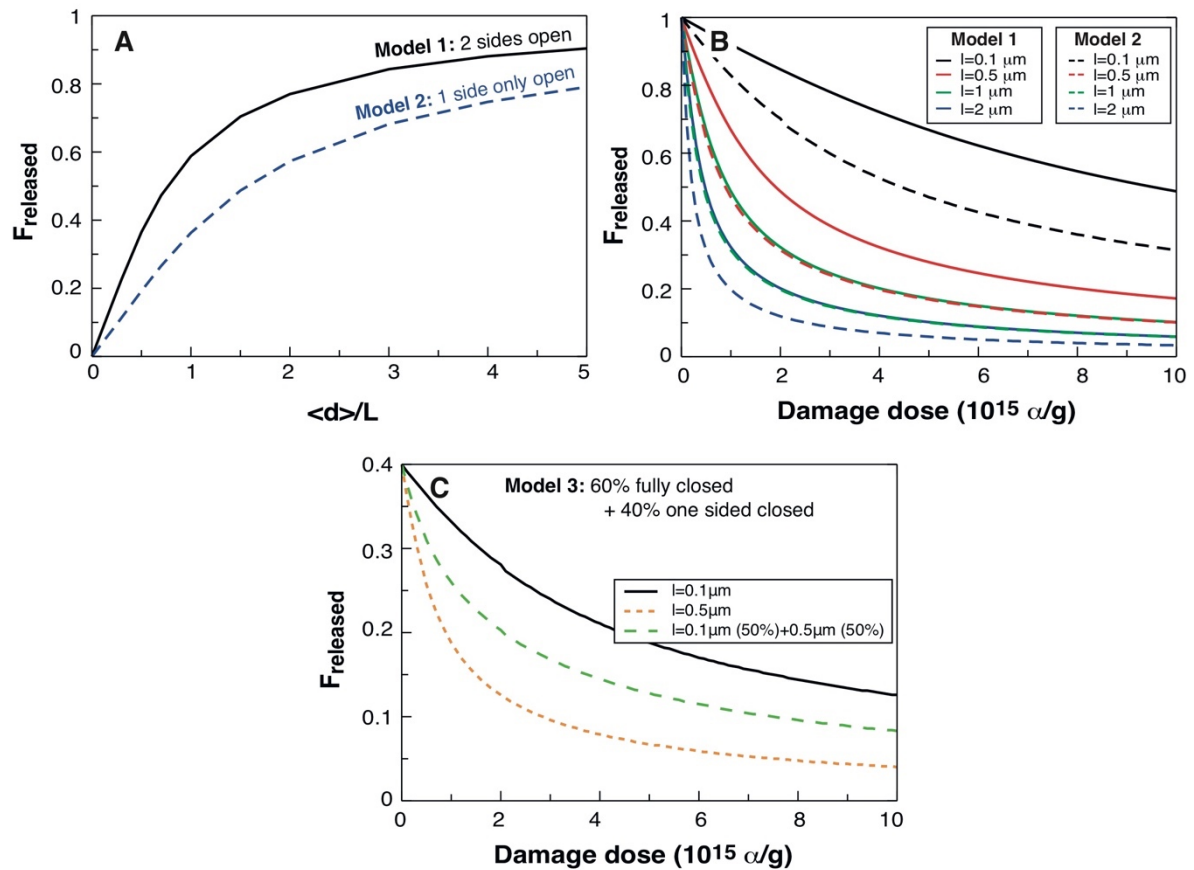 A
Model 1: 2 sides open
Model 2: 1 side only open
Freleased
1
0.8
0.6
0.4
0.2
0
0 1 2 3 4 5
<d>/L
B
Model 1
l=0.1 µm
l=0.5 µm
l=1 µm
l=2 µm
Model 2
l=0.1 µm
l=0.5 µm
l=1 µm
l=2 µm
Freleased
1
0.8
0.6
0.4
0.2
0
0 2 4 6 8 10
Damage dose (10¹⁵ α/g)
C
Model 3: 60% fully closed
+ 40% one sided closed
l=0.1µm
l=0.5µm
l=0.1µm (50%)+0.5µm (50%)
Freleased
0.4
0.3
0.2
0.1
0
0 2 4 6 8 10
Damage dose (10¹⁵ α/g)